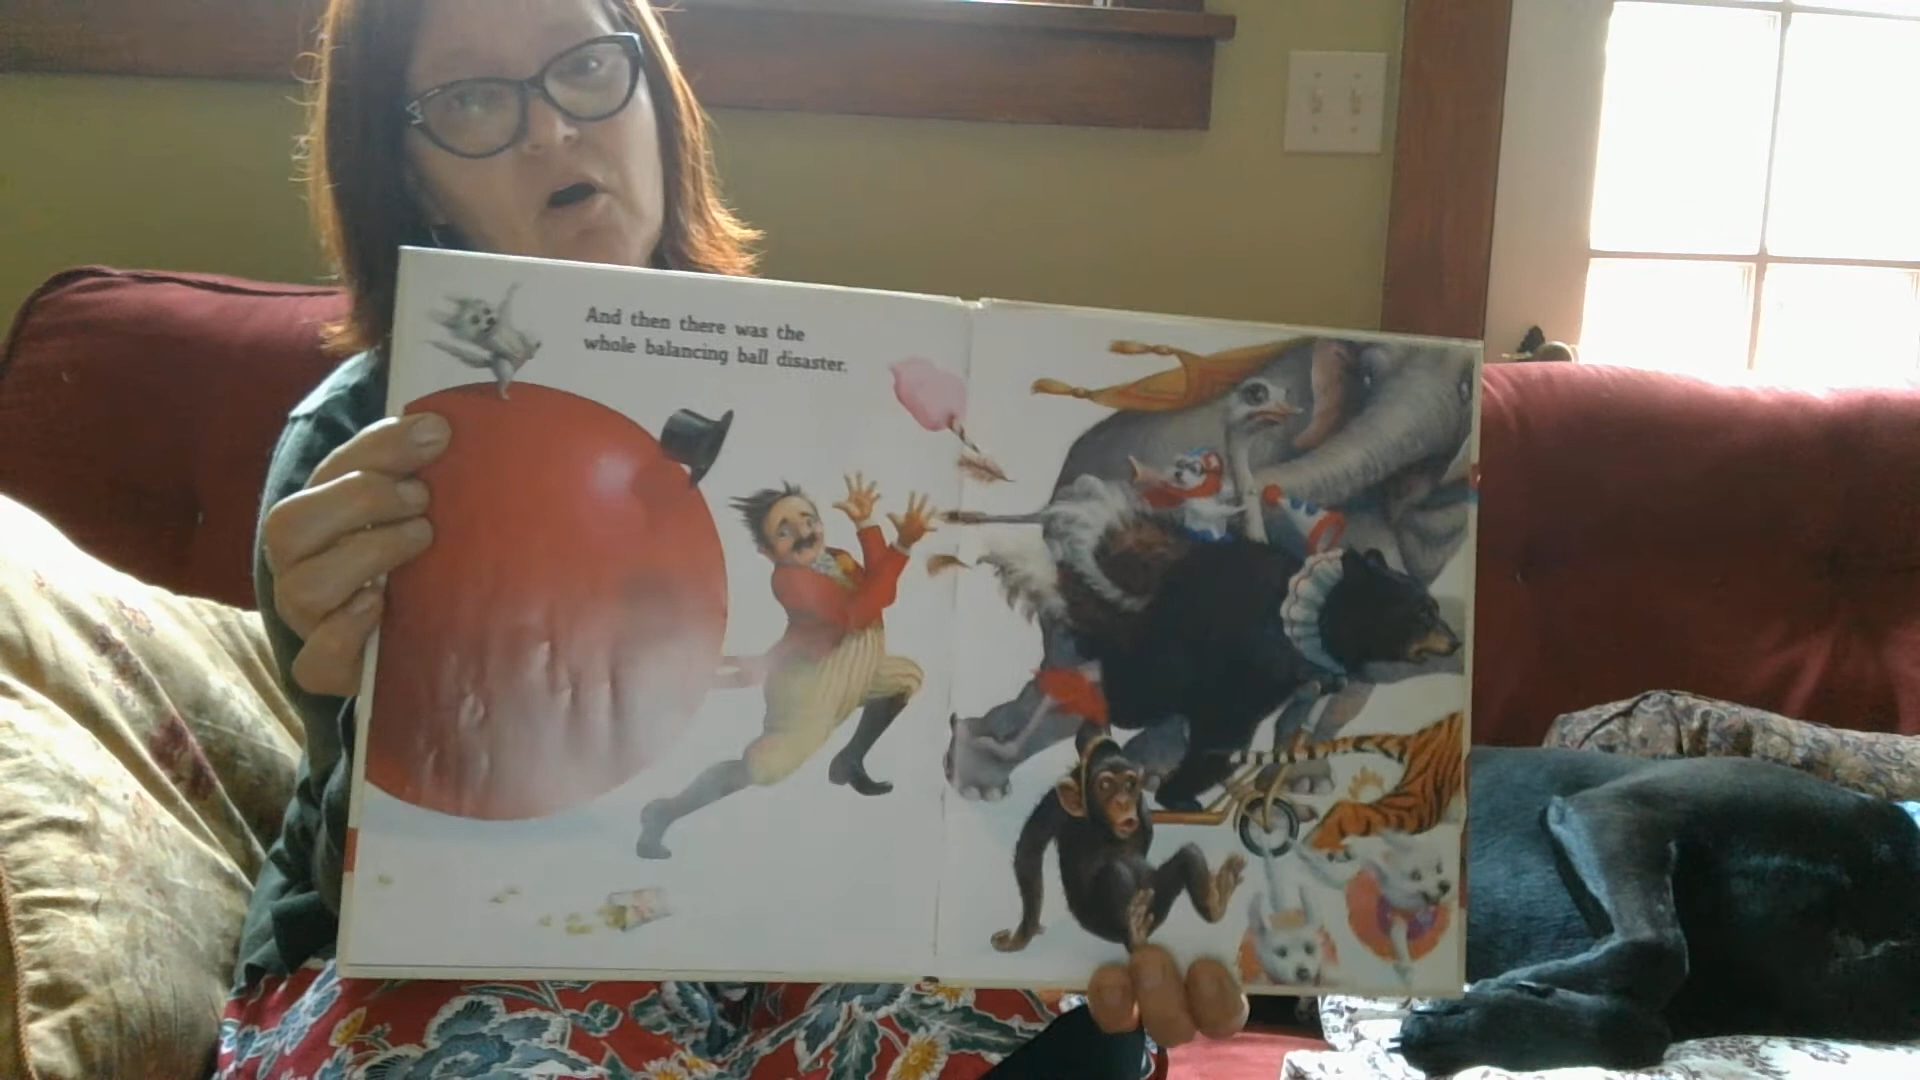 And then there was the
whole balancing ball disaster.